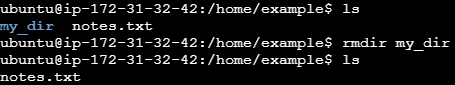 ubuntu@ip-172-31-32-42:/home/example$ ls
my_dir  notes.txt
ubuntu@ip-172-31-32-42:/home/example$ rmdir my_dir
ubuntu@ip-172-31-32-42:/home/example$ ls
notes.txt